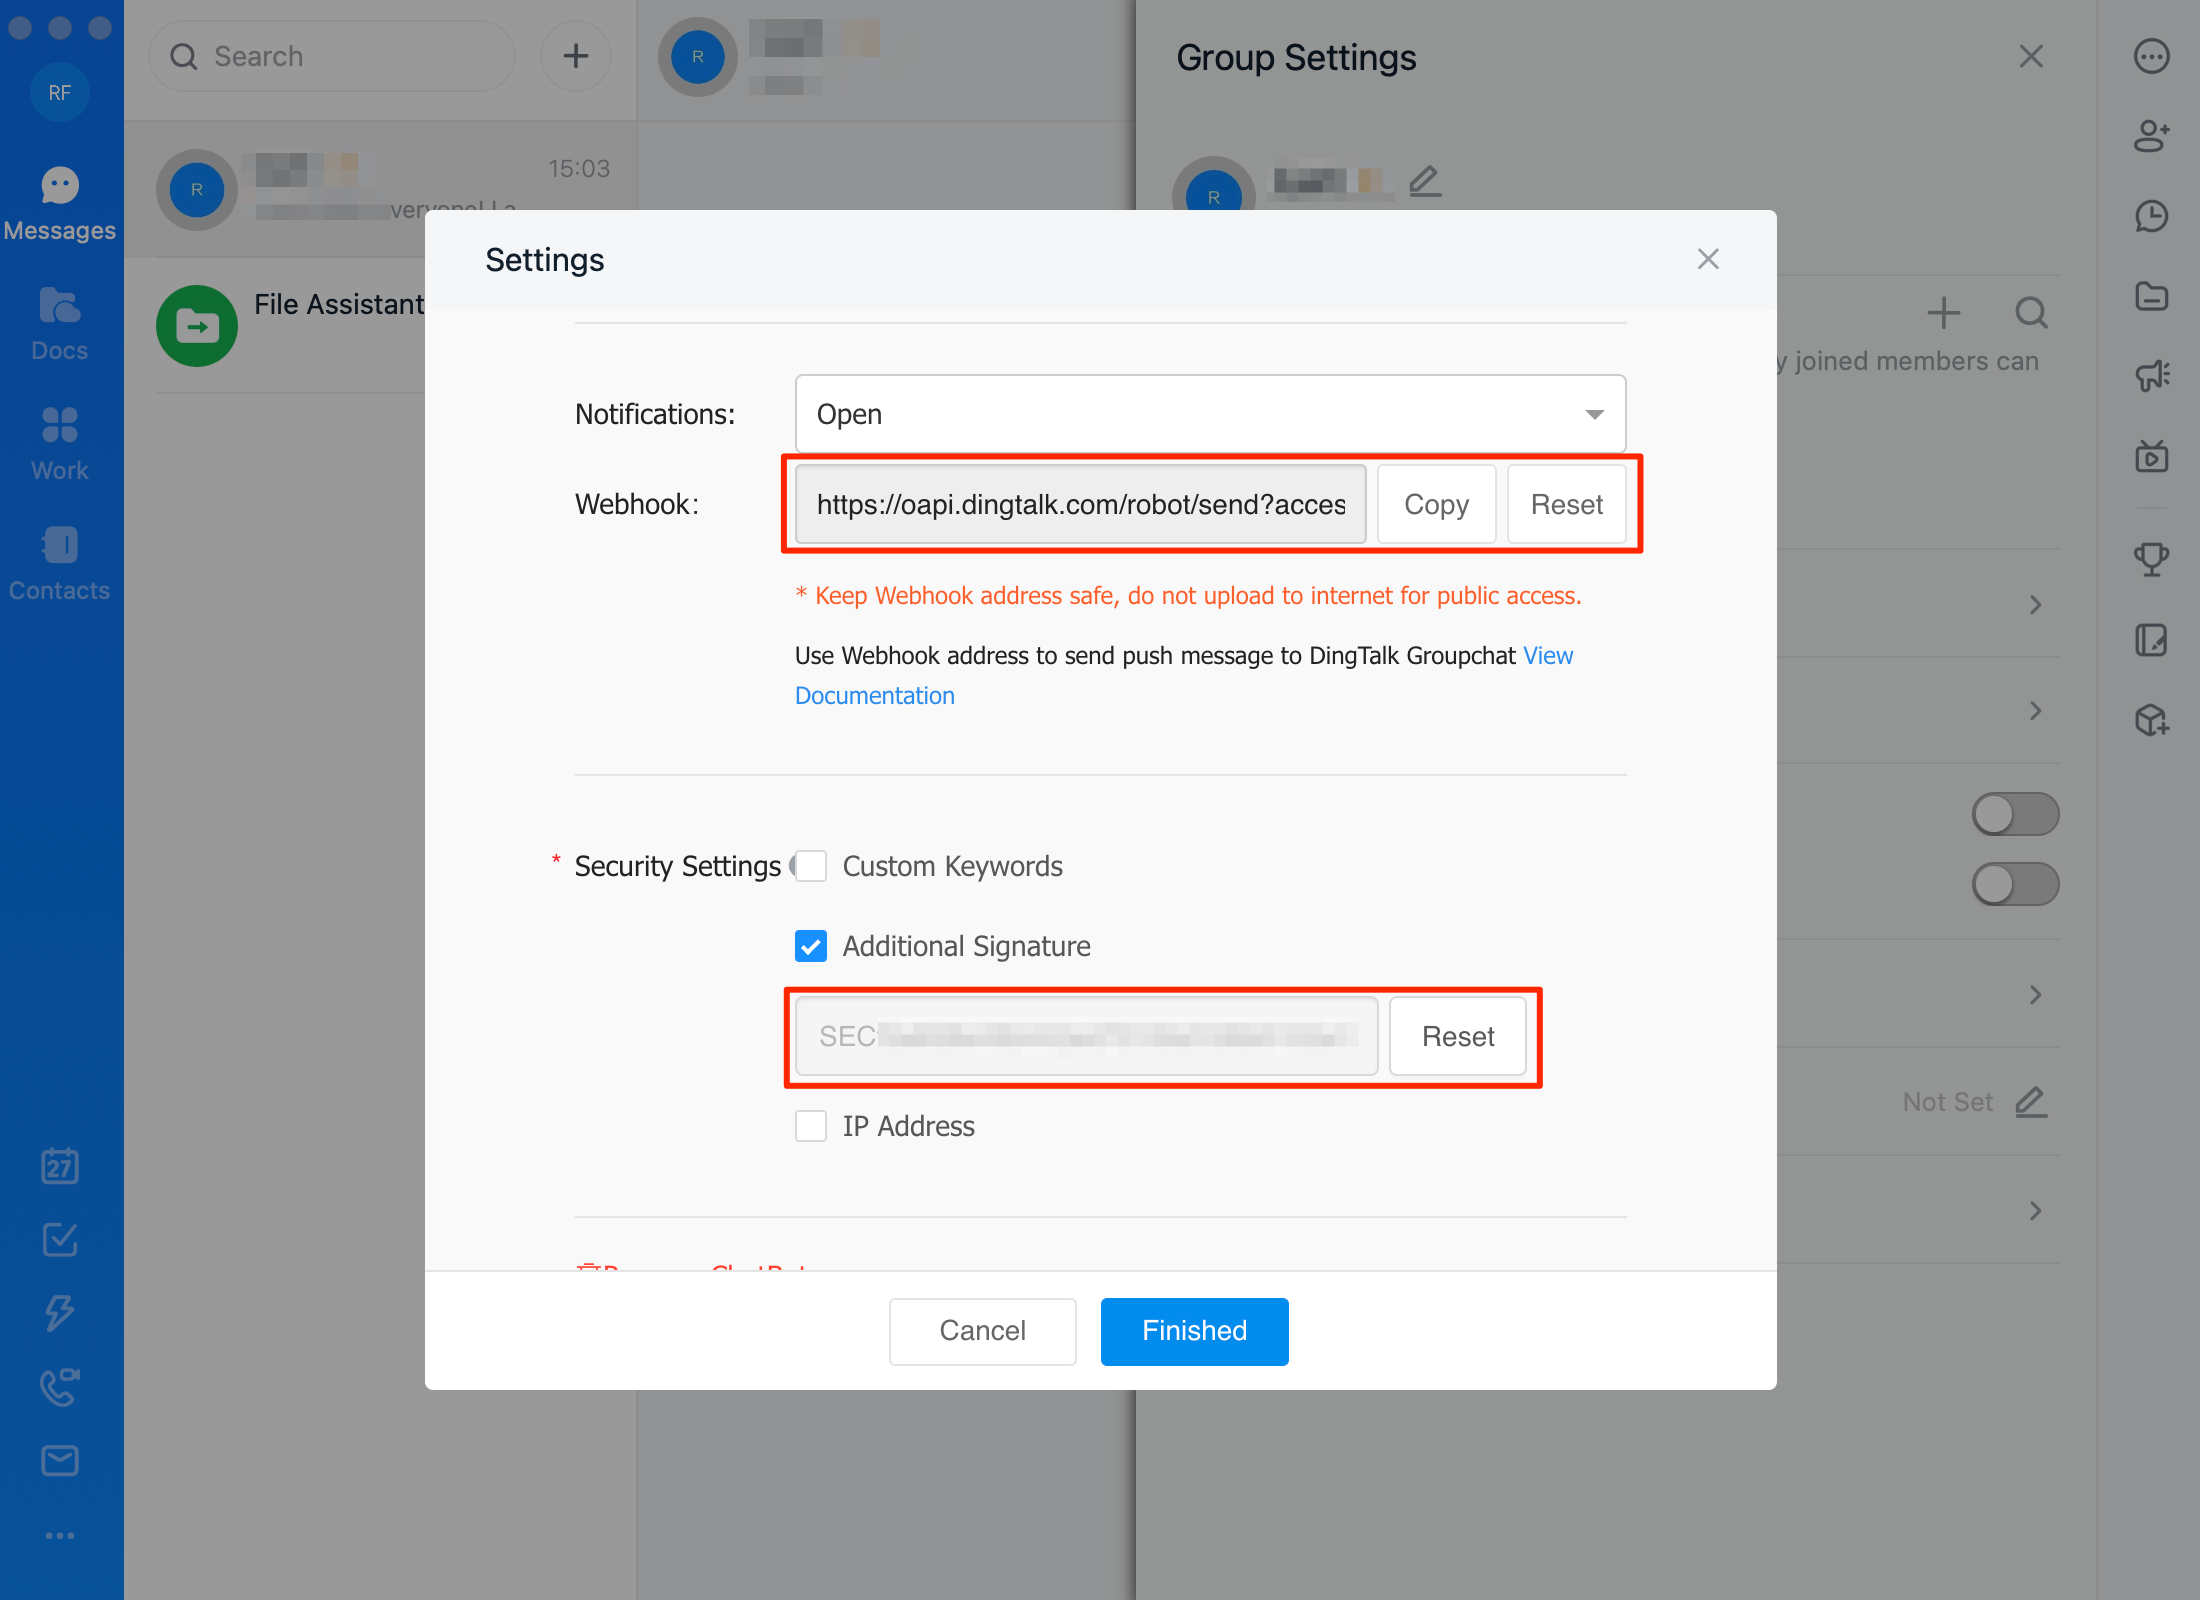 RF
Messages
Docs
Work
Contacts
27
Search
R
15:03
File Assistant
R
Group Settings
R
y joined members can
Not Set
Settings
Notifications:
Open
Webhook:
https://oapi.dingtalk.com/robot/send?acces
Copy
Reset
* Keep Webhook address safe, do not upload to internet for public access.
Use Webhook address to send push message to DingTalk Groupchat View
Documentation
* Security Settings
Custom Keywords
Additional Signature
SEC
Reset
IP Address
Cancel
Finished